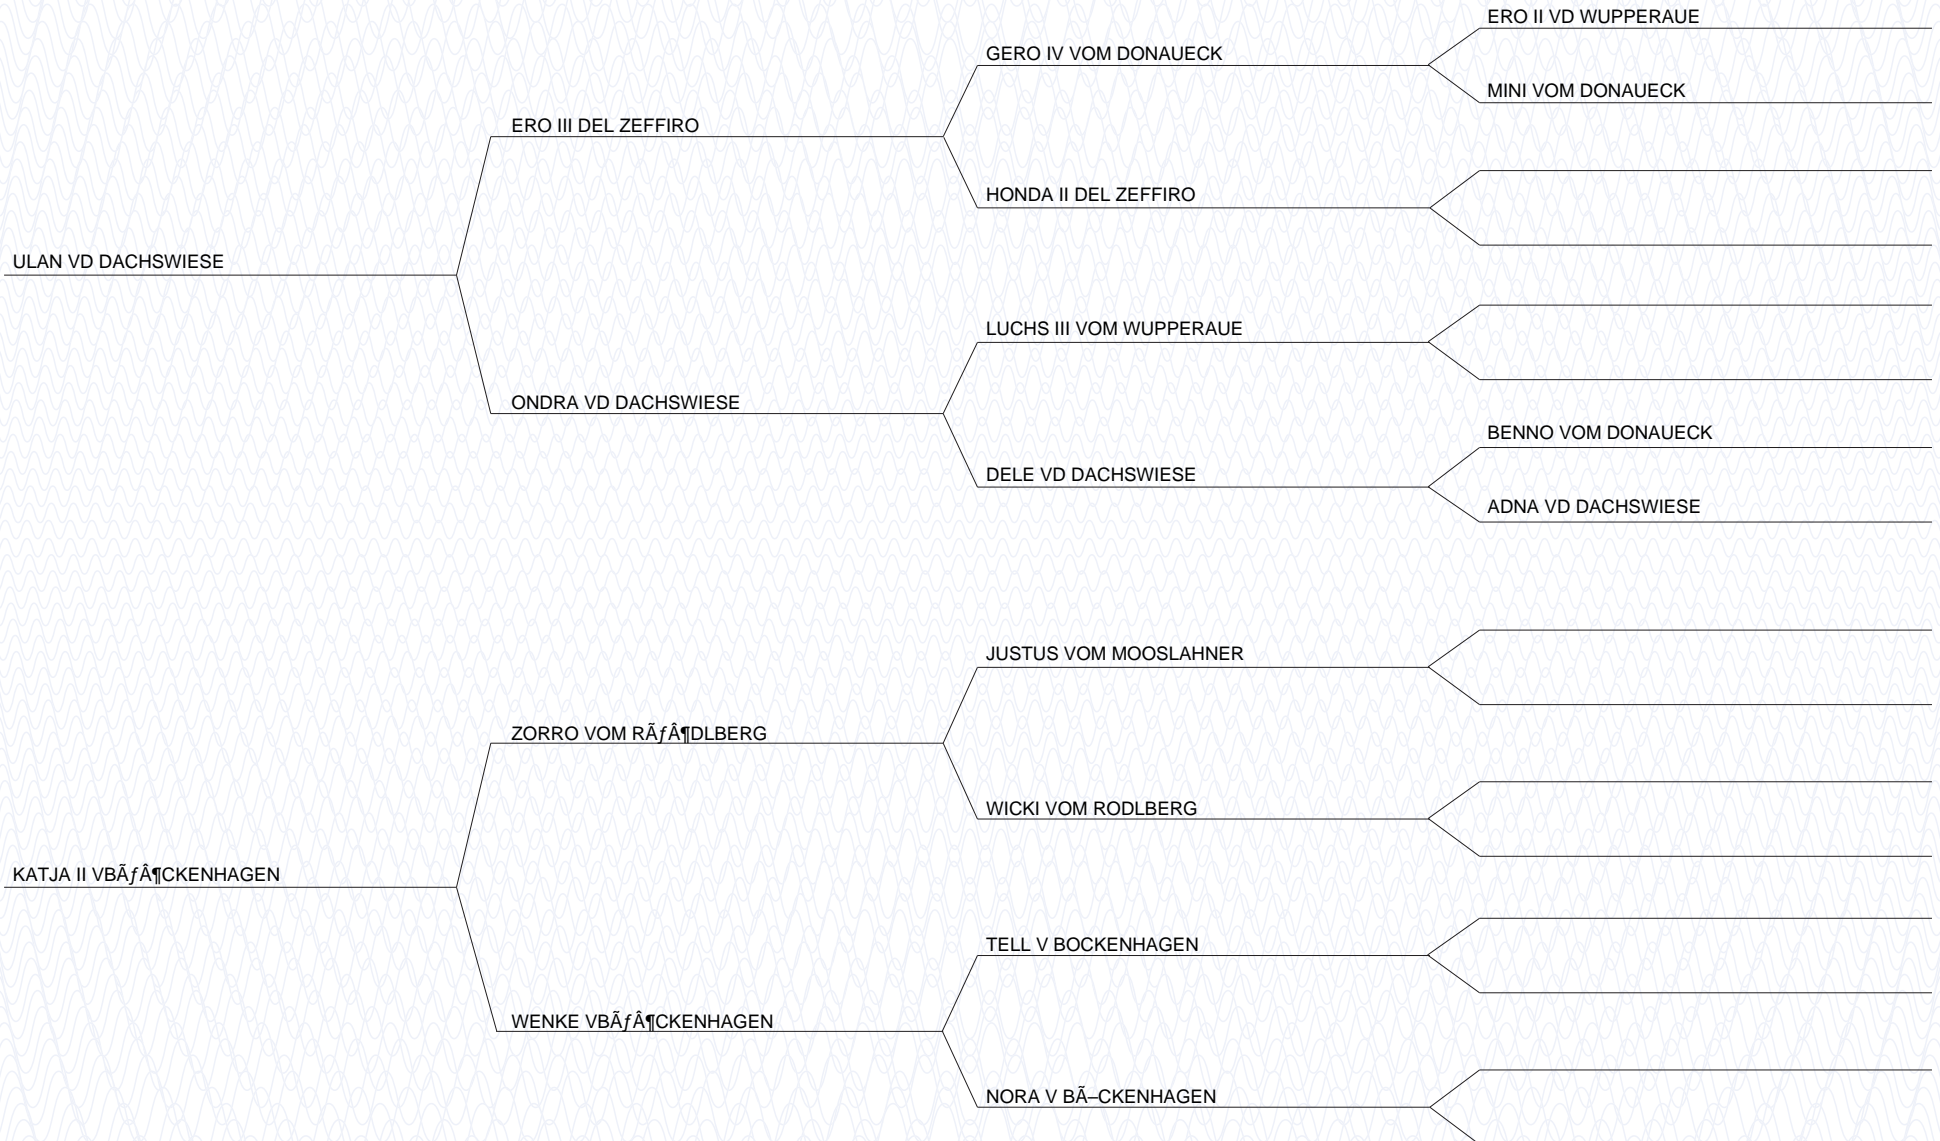 ERO II VD WUPPERAUE
GERO IV VOM DONAUECK
MINI VOM DONAUECK
ERO III DEL ZEFFIRO
HONDA II DEL ZEFFIRO
ULAN VD DACHSWIESE
LUCHS III VOM WUPPERAUE
ONDRA VD DACHSWIESE
BENNO VOM DONAUECK
DELE VD DACHSWIESE
ADNA VD DACHSWIESE
JUSTUS VOM MOOSLAHNER
ZORRO VOM RÃƒÂ¶DLBERG
WICKI VOM RODLBERG
KATJA II VBÃƒÂ¶CKENHAGEN
TELL V BOCKENHAGEN
WENKE VBÃƒÂ¶CKENHAGEN
NORA V BÃ–CKENHAGEN